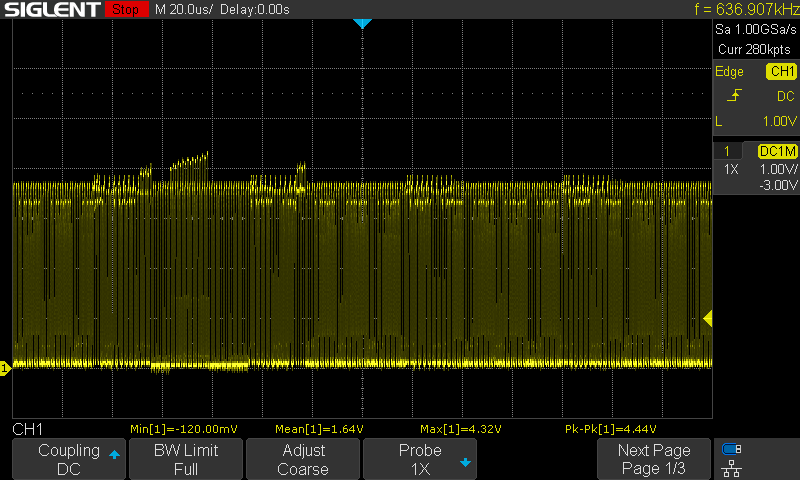 SIGLENT Stop M 20.0us/ Delay:0.00s f = 636.907kHz
Sa 1.00GSa/s
Curr 280kpts
Edge CH1
DC
L 1.00V
1 DC1M
1X 1.00V/
-3.00V
1
CH1 Min[1]=-120.00mV Mean[1]=1.64V Max[1]=4.32V Pk-Pk[1]=4.44V
Coupling BW Limit Adjust Probe Next Page
DC Full Coarse 1X Page 1/3